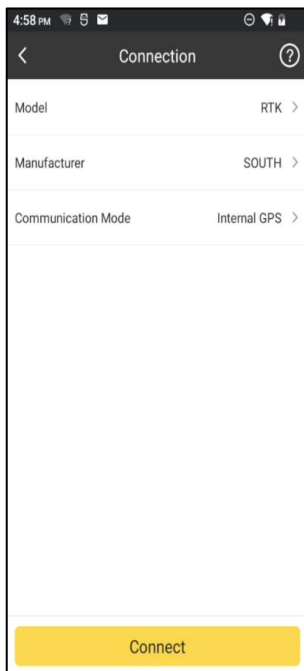 4:58 PM
Connection
Model RTK
Manufacturer SOUTH
Communication Mode Internal GPS
Connect